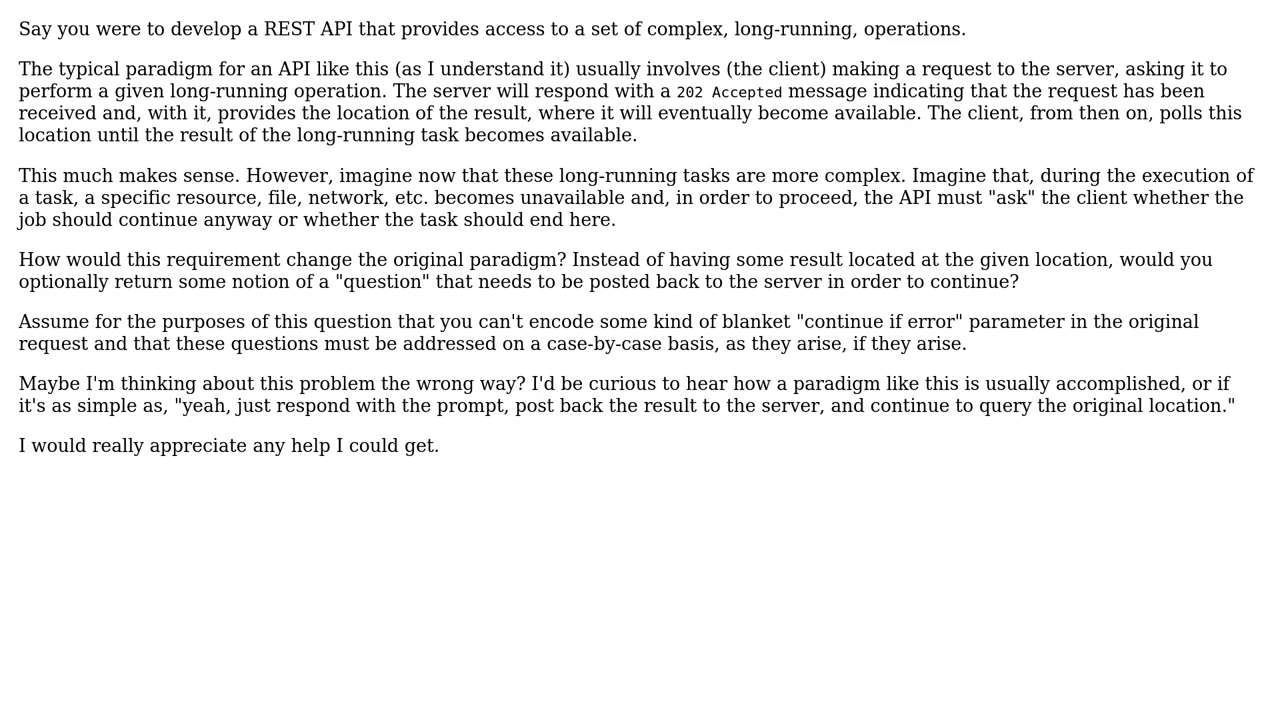 Say you were to develop a REST API that provides access to a set of complex, long-running, operations.
The typical paradigm for an API like this (as I understand it) usually involves (the client) making a request to the server, asking it to
perform a given long-running operation. The server will respond with a 202 Accepted message indicating that the request has been
received and, with it, provides the location of the result, where it will eventually become available. The client, from then on, polls this
location until the result of the long-running task becomes available.
This much makes sense. However, imagine now that these long-running tasks are more complex. Imagine that, during the execution of
a task, a specific resource, file, network, etc. becomes unavailable and, in order to proceed, the API must "ask" the client whether the
job should continue anyway or whether the task should end here.
How would this requirement change the original paradigm? Instead of having some result located at the given location, would you
optionally return some notion of a "question" that needs to be posted back to the server in order to continue?
Assume for the purposes of this question that you can't encode some kind of blanket "continue if error" parameter in the original
request and that these questions must be addressed on a case-by-case basis, as they arise, if they arise.
Maybe I'm thinking about this problem the wrong way? I'd be curious to hear how a paradigm like this is usually accomplished, or if
it's as simple as, "yeah, just respond with the prompt, post back the result to the server, and continue to query the original location."
I would really appreciate any help I could get.